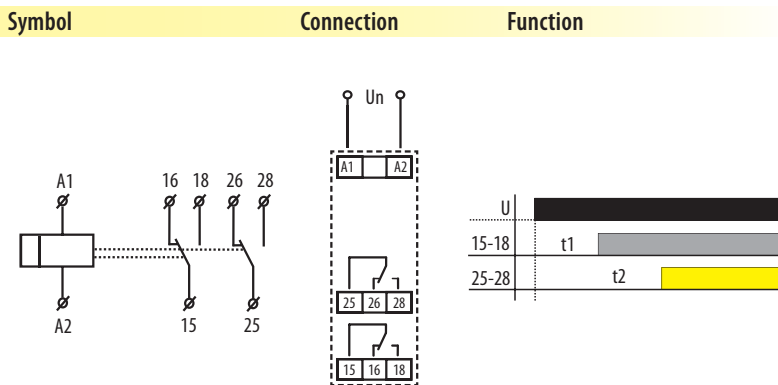 Symbol Connection Function
Un
A1 A2
A1 16 18 26 28
A2 15 25
25 26 28
15 16 18
U
15-18 t1
25-28 t2